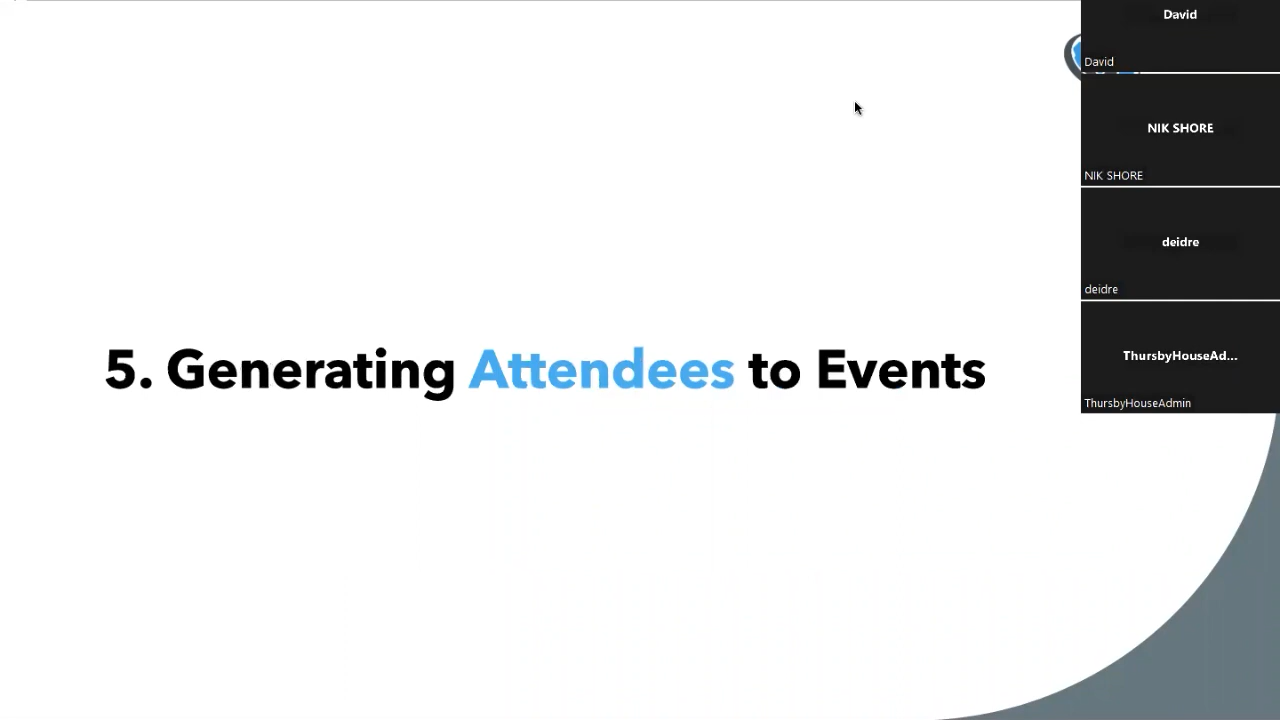 David
David
NIK SHORE
NIK SHORE
deidre
deidre
ThursbyHouseAd...
ThursbyHouseAdmin
5. Generating Attendees to Events